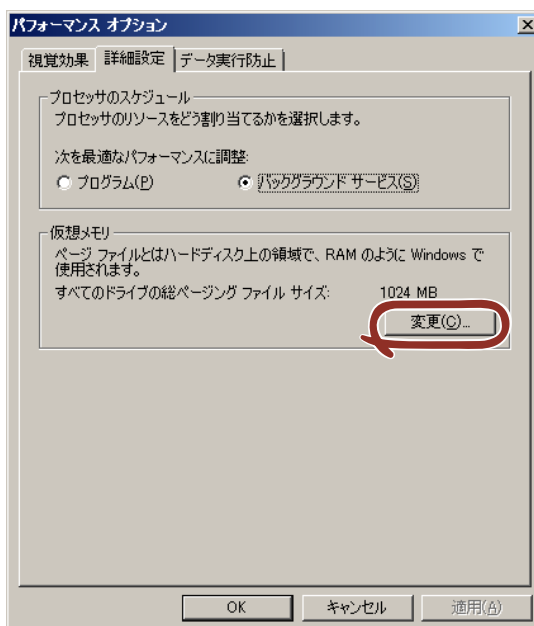 パフォーマンス オプション
視覚効果 詳細設定 データ実行防止
プロセッサのスケジュール
プロセッサのリソースをどう割り当てるかを選択します。
次を最適なパフォーマンスに調整:
プログラム(P) バックグラウンド サービス(S)
仮想メモリ
ページ ファイルとはハードディスク上の領域で、RAM のように Windows で
使用されます。
すべてのドライブの総ページング ファイル サイズ: 1024 MB
変更(C)...
OK キャンセル 適用(A)